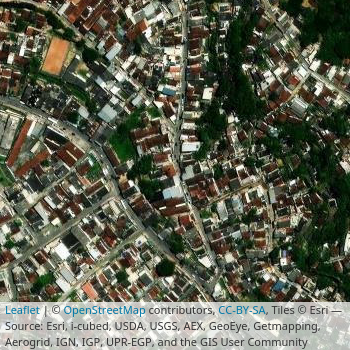 Leaflet | © OpenStreetMap contributors, CC-BY-SA, Tiles © Esri —
Source: Esri, i-cubed, USDA, USGS, AEX, GeoEye, Getmapping,
Aerogrid, IGN, IGP, UPR-EGP, and the GIS User Community